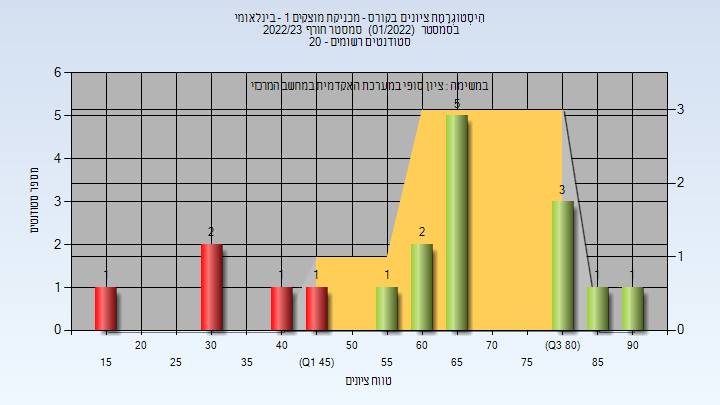 היסטוגרמת ציונים בקורס - מכניקת מוצקים 1 - בינלאומי
בסמסטר (01/2022) סמסטר חורף 2022/23
סטודנטים רשומים - 20
במשימה : ציון סופי במערכת האקדמית במחשב המרכזי
מספר סטודנטים
6
5
4
3
2
1
0
3
2
1
0
1
2
1
1
1
2
5
3
1
1
20 30 40 50 60 70 (Q3 80) 90
15 25 35 (Q1 45) 55 65 75 85
טווח ציונים